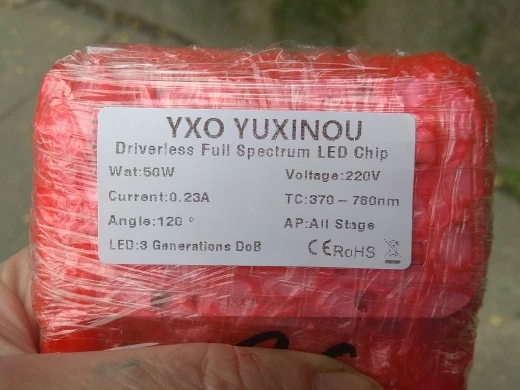 YXO YUXINOU
Driverless Full Spectrum LED Chip
Wat:50W Voltage:220V
Current:0.23A TC:370 – 780nm
Angle:120 ° AP:All Stage
LED:3 Generations DoB CE RoHS